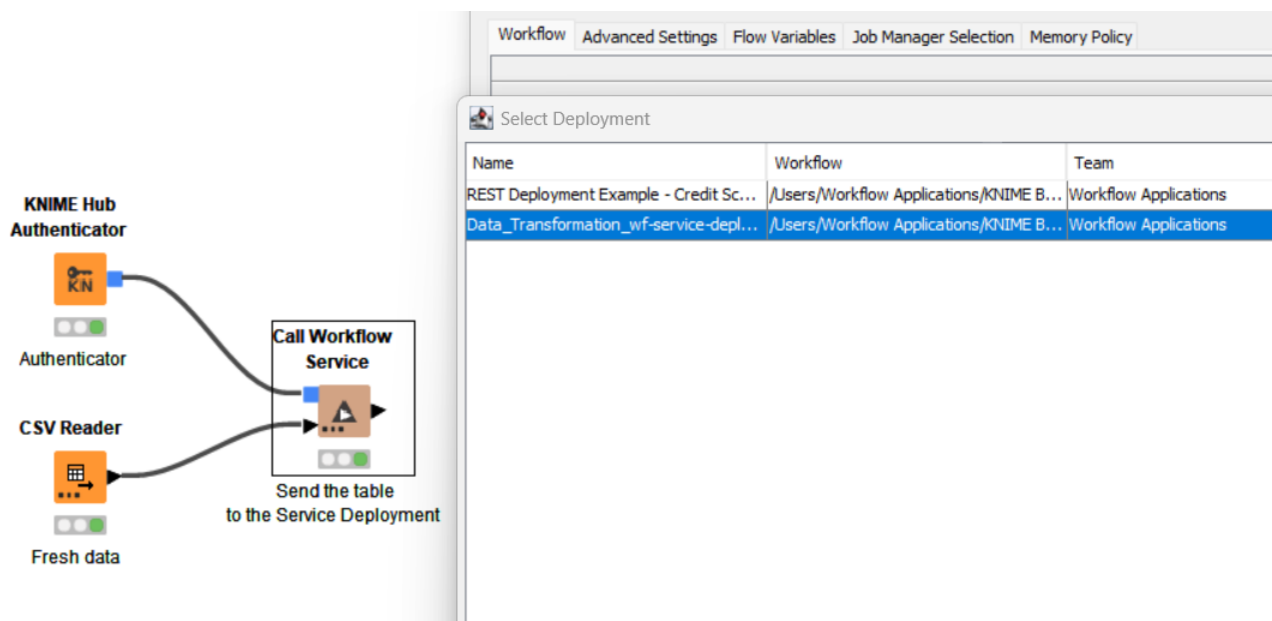 Workflow Advanced Settings Flow Variables Job Manager Selection Memory Policy
Select Deployment
Name Workflow Team
REST Deployment Example - Credit Sc... /Users/Workflow Applications/KNIME B... Workflow Applications
Data_Transformation_wf-service-depl... /Users/Workflow Applications/KNIME B... Workflow Applications
KNIME Hub
Authenticator
KN
Authenticator
Call Workflow
Service
CSV Reader
Send the table
to the Service Deployment
Fresh data